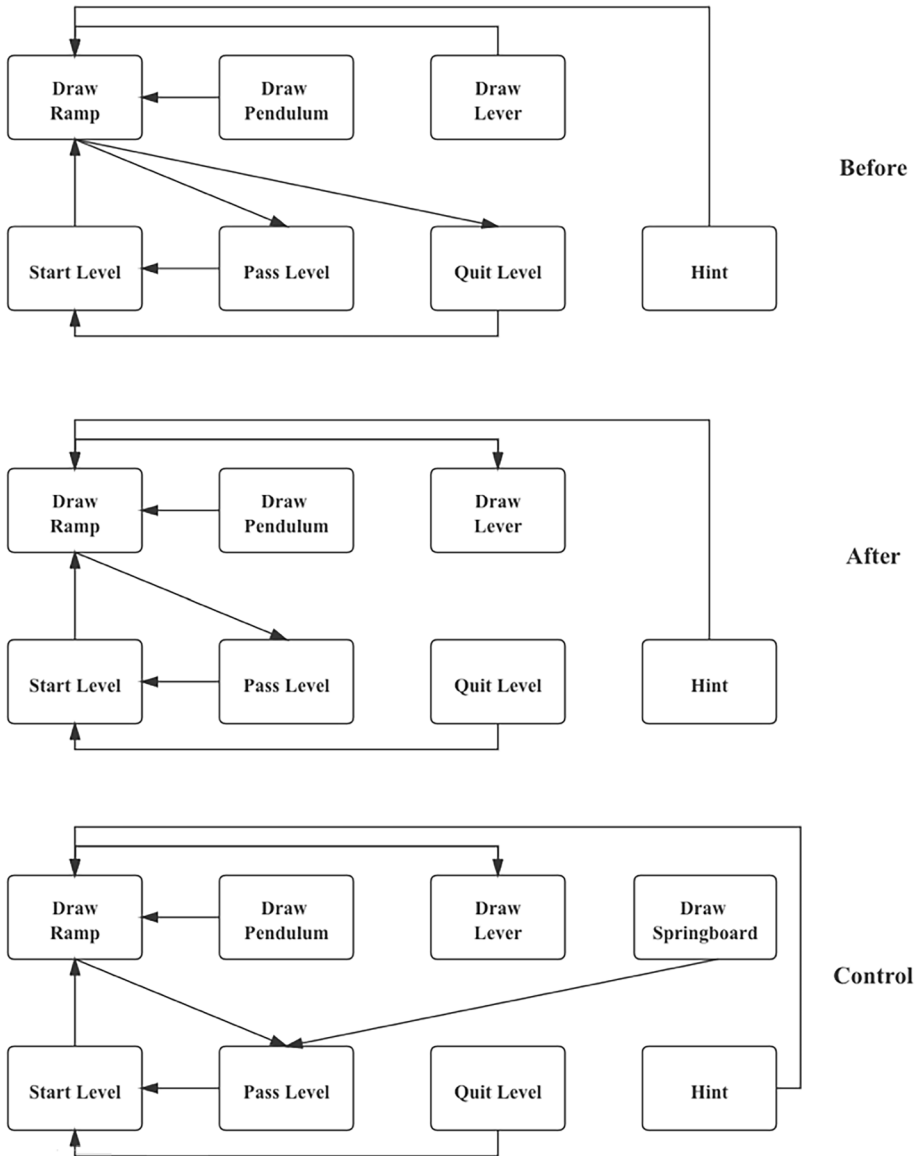 Draw
Ramp
Draw
Pendulum
Draw
Lever
Before
Start Level
Pass Level
Quit Level
Hint
Draw
Ramp
Draw
Pendulum
Draw
Lever
After
Start Level
Pass Level
Quit Level
Hint
Draw
Ramp
Draw
Pendulum
Draw
Lever
Draw
Springboard
Control
Start Level
Pass Level
Quit Level
Hint